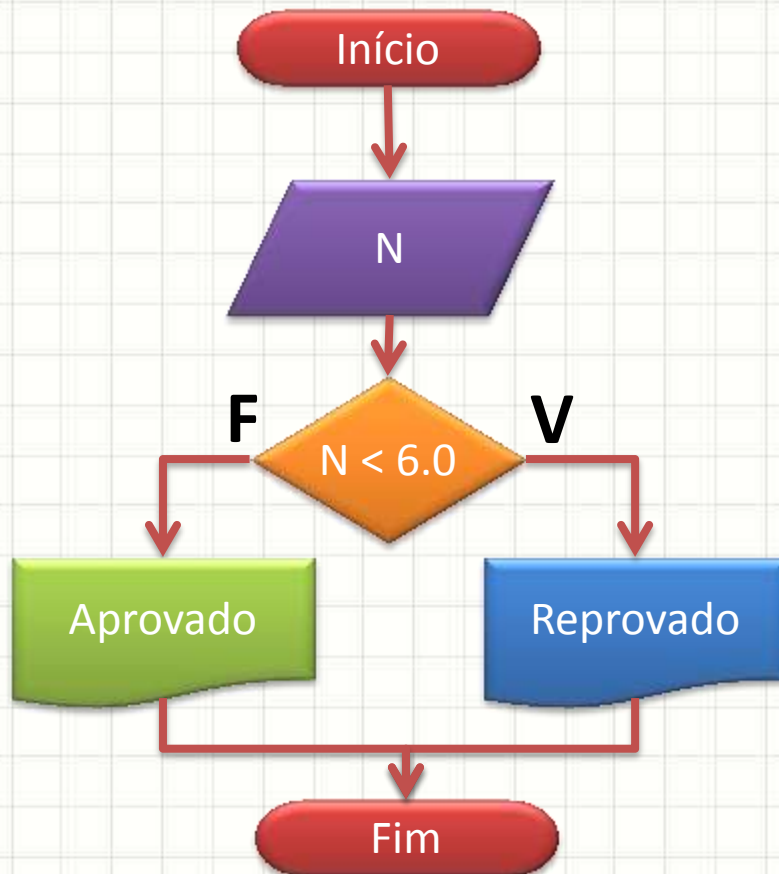 Início
N
F
N < 6.0
V
Aprovado
Reprovado
Fim